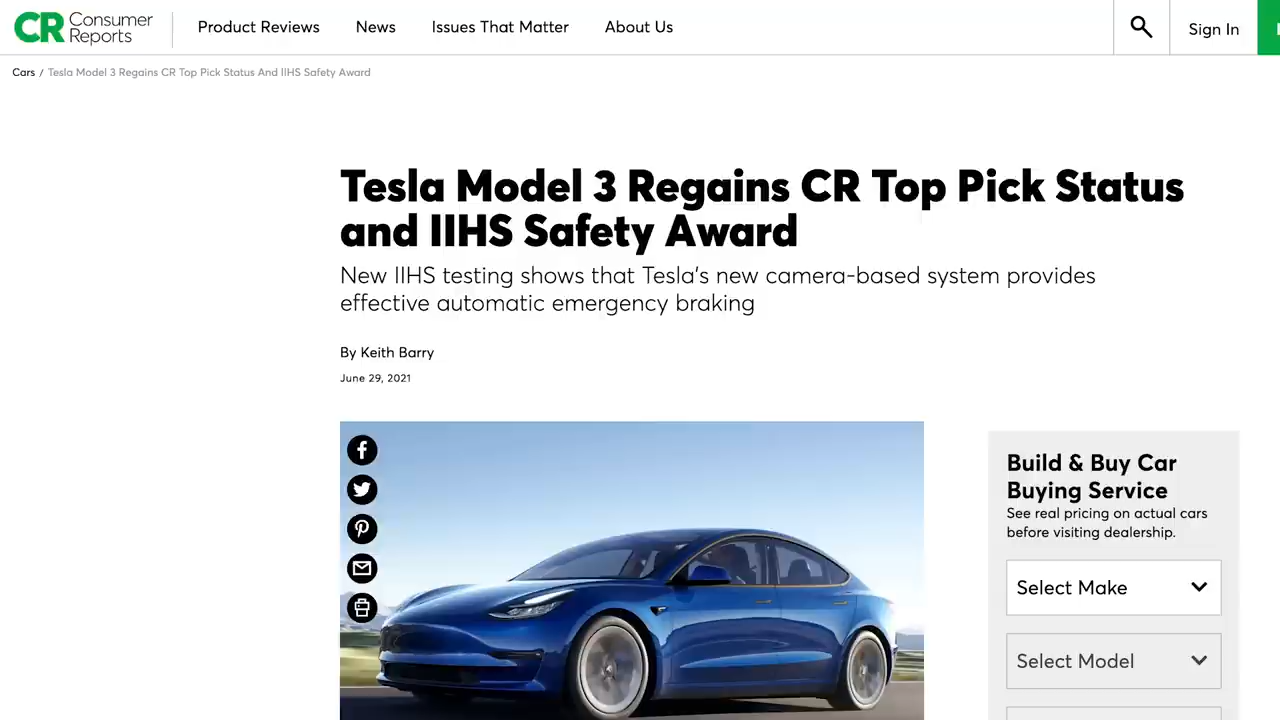 CR Consumer Reports
Product Reviews
News
Issues That Matter
About Us
Sign In
Cars / Tesla Model 3 Regains CR Top Pick Status And IIHS Safety Award
Tesla Model 3 Regains CR Top Pick Status
and IIHS Safety Award
New IIHS testing shows that Tesla's new camera-based system provides
effective automatic emergency braking
By Keith Barry
June 29, 2021
Build & Buy Car
Buying Service
See real pricing on actual cars
before visiting dealership.
Select Make
Select Model